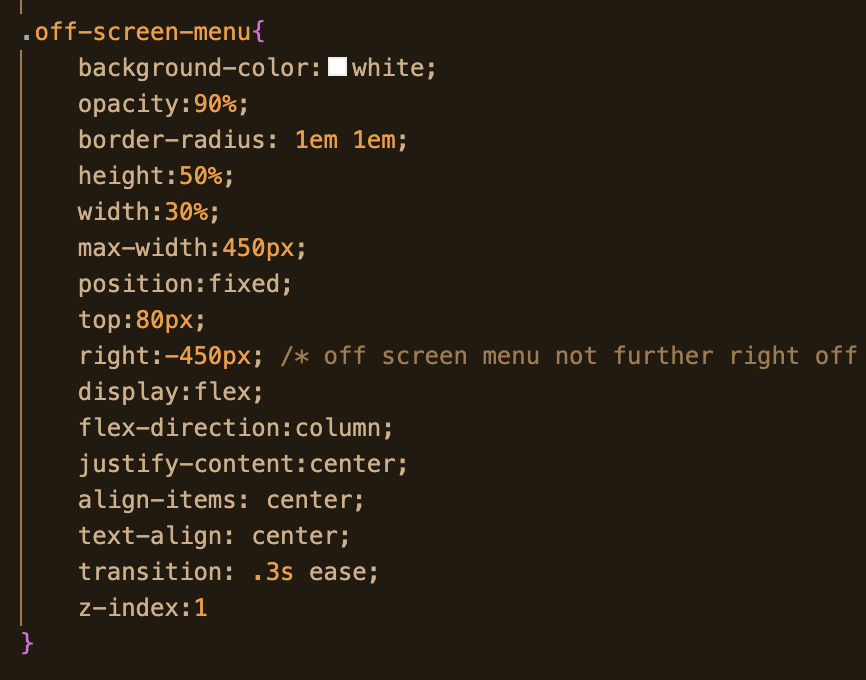 .off-screen-menu{
background-color: white;
opacity:90%;
border-radius: 1em 1em;
height:50%;
width:30%;
max-width:450px;
position:fixed;
top:80px;
right:-450px; /* off screen menu not further right off
display:flex;
flex-direction:column;
justify-content:center;
align-items: center;
text-align: center;
transition: .3s ease;
z-index:1
}